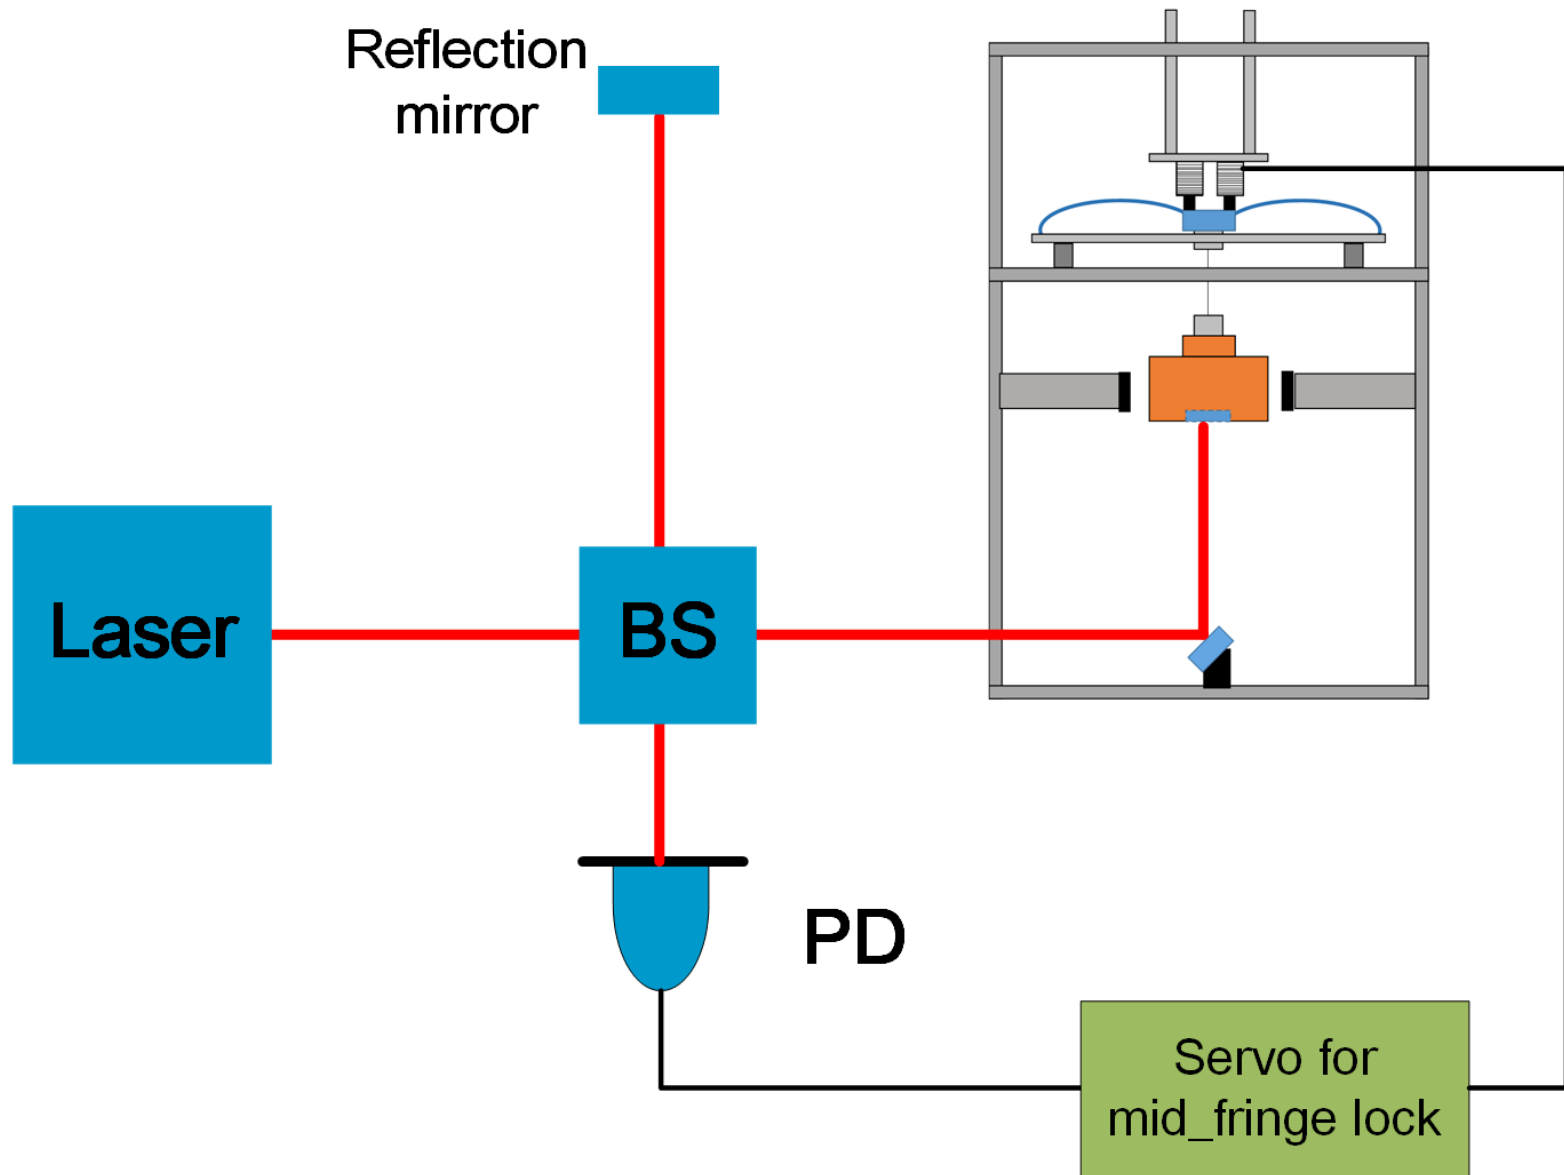 Reflection
mirror
Laser
BS
PD
Servo for
mid_fringe lock